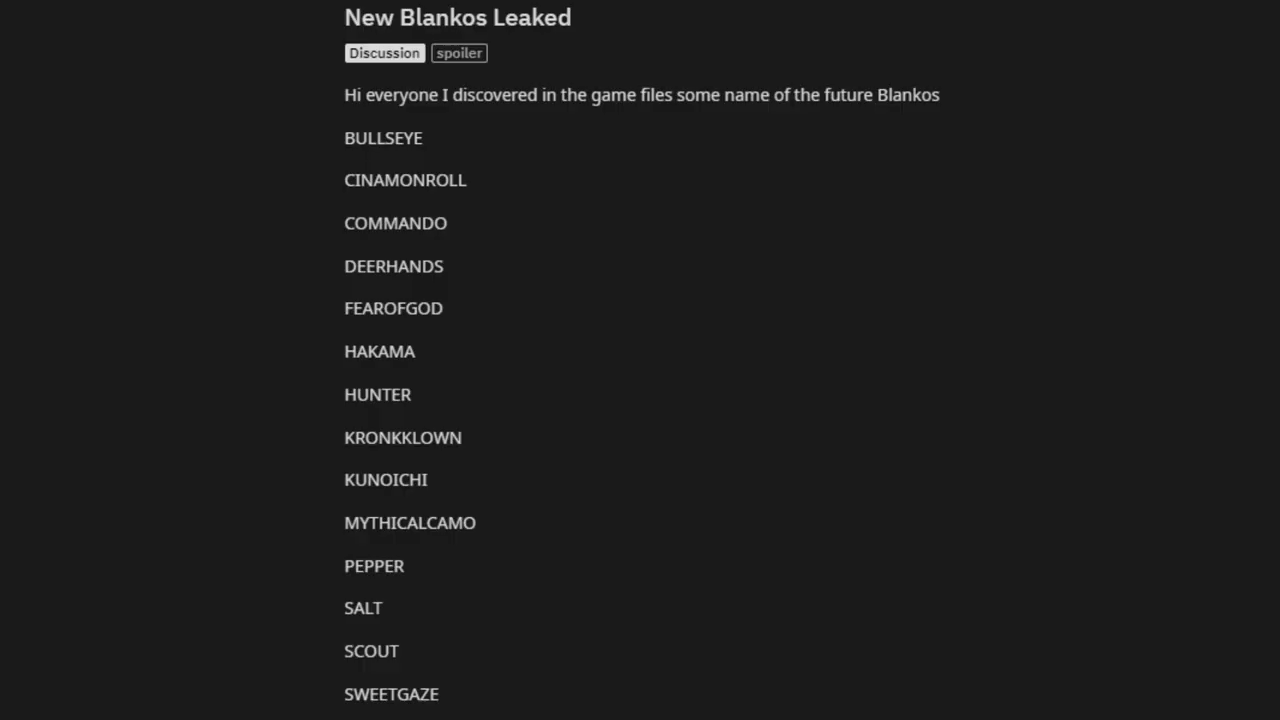 New Blankos Leaked
Discussion spoiler
Hi everyone I discovered in the game files some name of the future Blankos
BULLSEYE
CINAMONROLL
COMMANDO
DEERHANDS
FEAROFGOD
HAKAMA
HUNTER
KRONKKLOWN
KUNOICHI
MYTHICALCAMO
PEPPER
SALT
SCOUT
SWEETGAZE